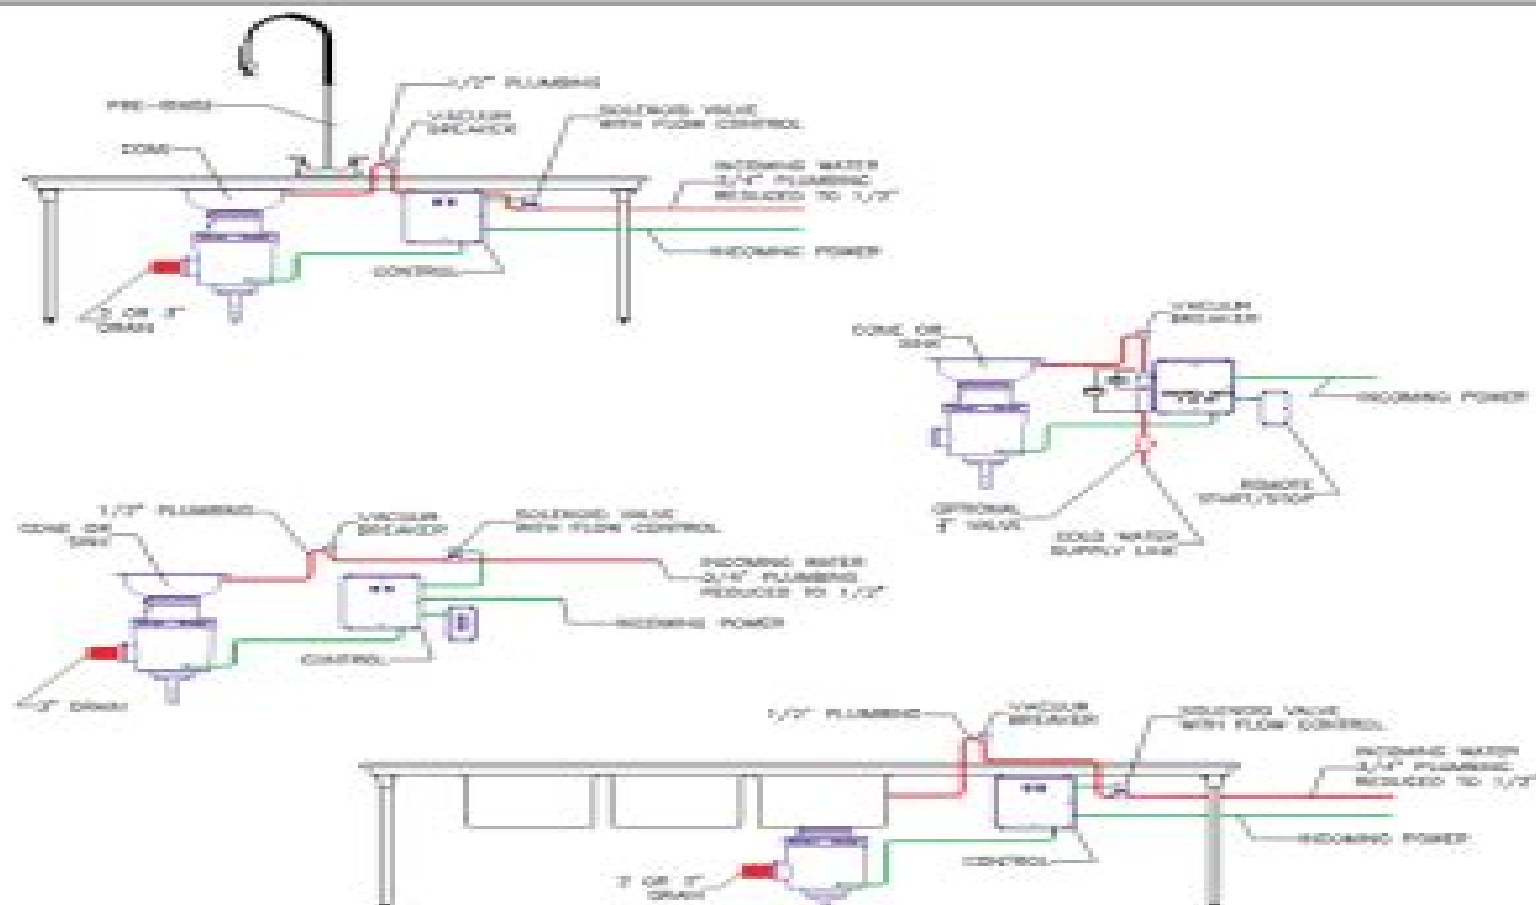 1/2" PLUMBING
PRE-RINSE
VACUUM
BREAKER
SOLENOID VALVE
WITH FLOW CONTROL
CONE
INCOMING WATER
3/4" PLUMBING
REDUCED TO 1/2"
INCOMING POWER
CONTROL
2 OR 3"
DRAIN
VACUUM
BREAKER
CONE OR
SINK
INCOMING POWER
REMOTE
START/STOP
OPTIONAL
VALVE
COLD WATER
SUPPLY LINE
1/2" PLUMBING
VACUUM
BREAKER
SOLENOID VALVE
WITH FLOW CONTROL
CONE OR
SINK
INCOMING WATER
3/4" PLUMBING
REDUCED TO 1/2"
INCOMING POWER
CONTROL
3" DRAIN
1/2" PLUMBING
VACUUM
BREAKER
SOLENOID VALVE
WITH FLOW CONTROL
INCOMING WATER
3/4" PLUMBING
REDUCED TO 1/2"
INCOMING POWER
CONTROL
2 OR 3"
DRAIN